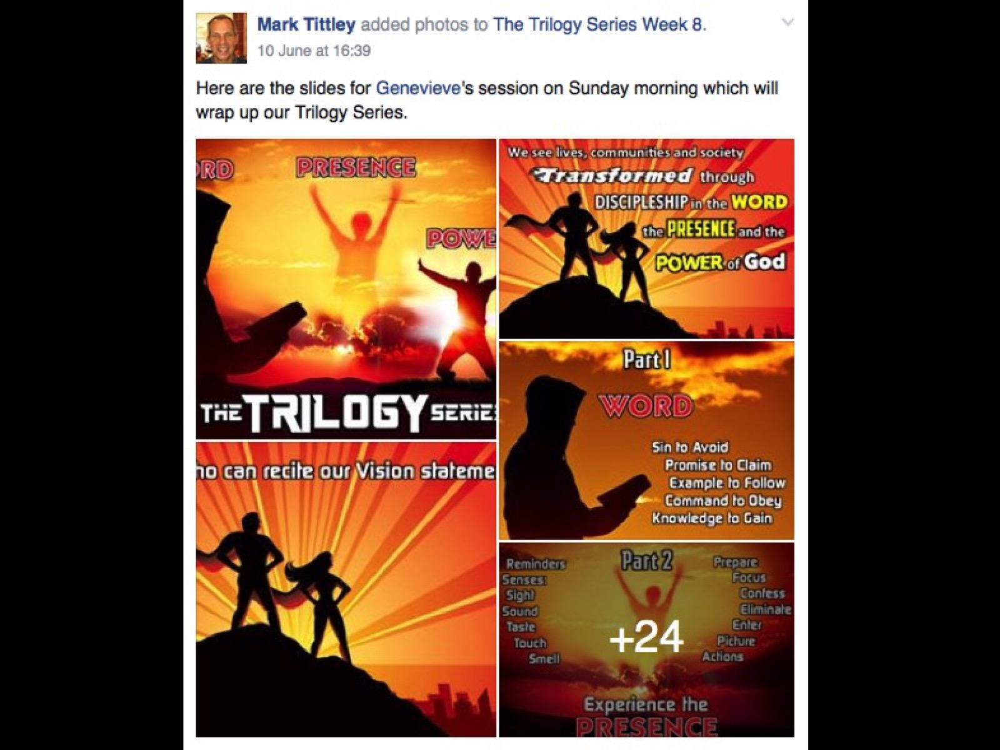 Mark Tittley added photos to The Trilogy Series Week 8.
10 June at 16:39
Here are the slides for Genevieve's session on Sunday morning which will
wrap up our Trilogy Series.
ORD
PRESENCE
POWE
THE TRILOGY SERIES
We see lives, communities and society
Transformed through
DISCIPLESHIP in the WORD
the PRESENCE and the
POWER of God
Part 1
WORD
Sin to Avoid
Promise to Claim
Example to Follow
Command to Obey
Knowledge to Gain
ho can recite our Vision stateme
Part 2
Reminders
Senses:
Sight
Sound
Taste
Touch
Smell
Prepare
Focus
Confess
Eliminate
Enter
Picture
Actions
+24
Experience the
PRESENCE